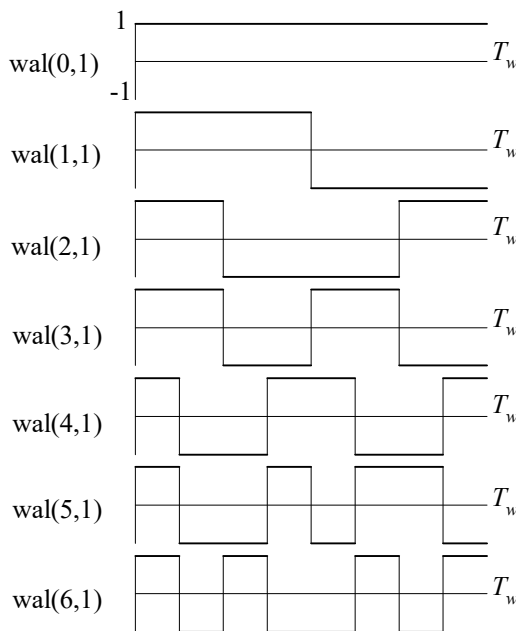 1
wal(0,1) T_w
-1
wal(1,1) T_w
wal(2,1) T_w
wal(3,1) T_w
wal(4,1) T_w
wal(5,1) T_w
wal(6,1) T_w